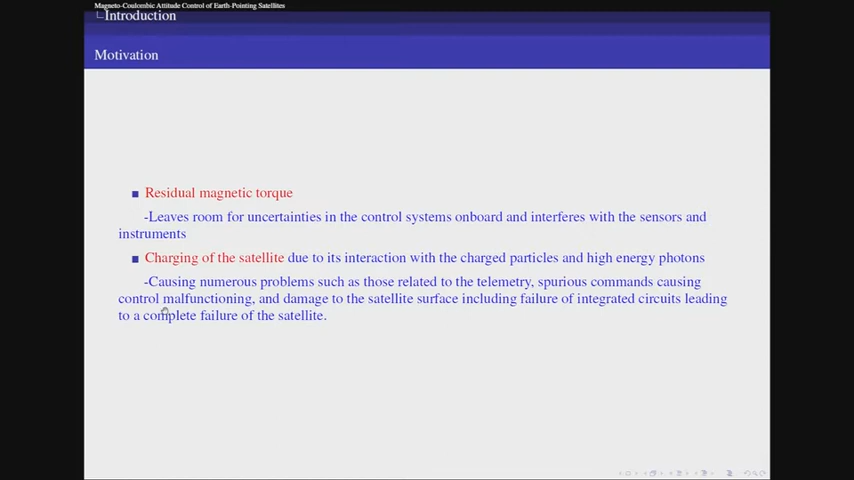 Magneto-Coulombic Attitude Control of Earth-Pointing Satellites
Introduction
Motivation
Residual magnetic torque
-Leaves room for uncertainties in the control systems onboard and interferes with the sensors and
instruments
Charging of the satellite due to its interaction with the charged particles and high energy photons
-Causing numerous problems such as those related to the telemetry, spurious commands causing
control malfunctioning, and damage to the satellite surface including failure of integrated circuits leading
to a complete failure of the satellite.